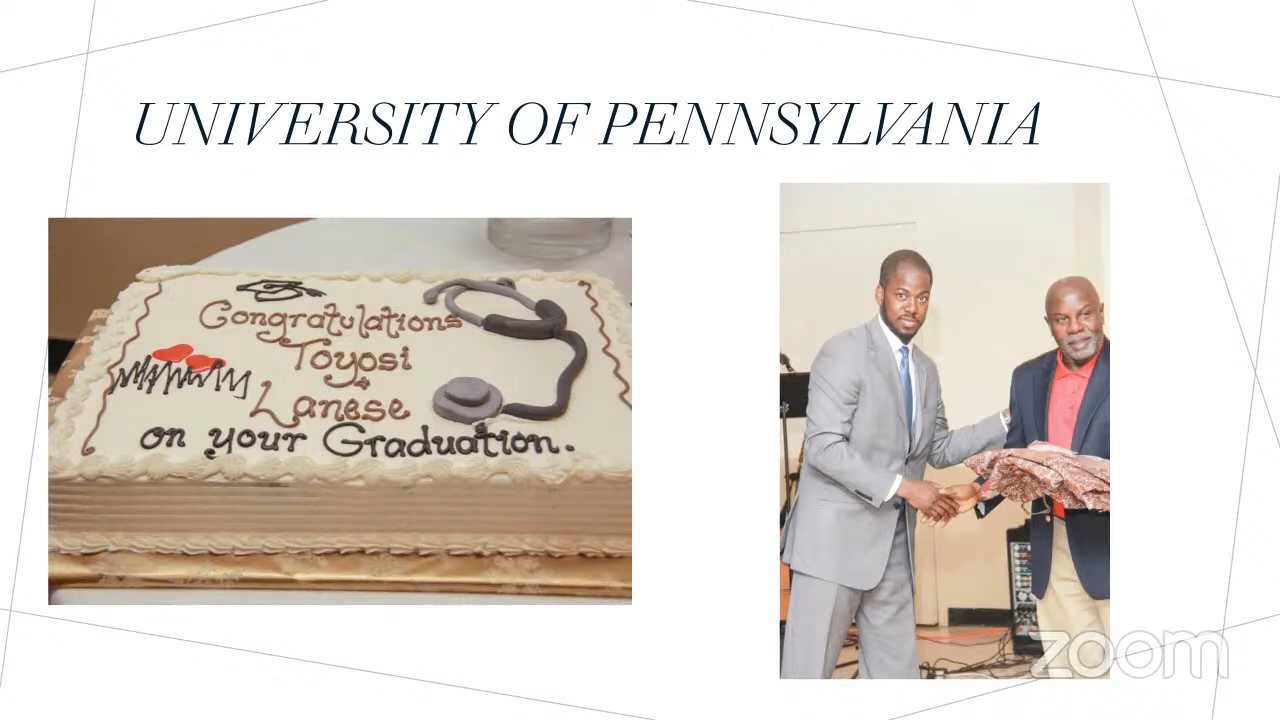 UNIVERSITY OF PENNSYLVANIA
Congratulations
Toyosi
&
Lanese
on your Graduation.
zoom